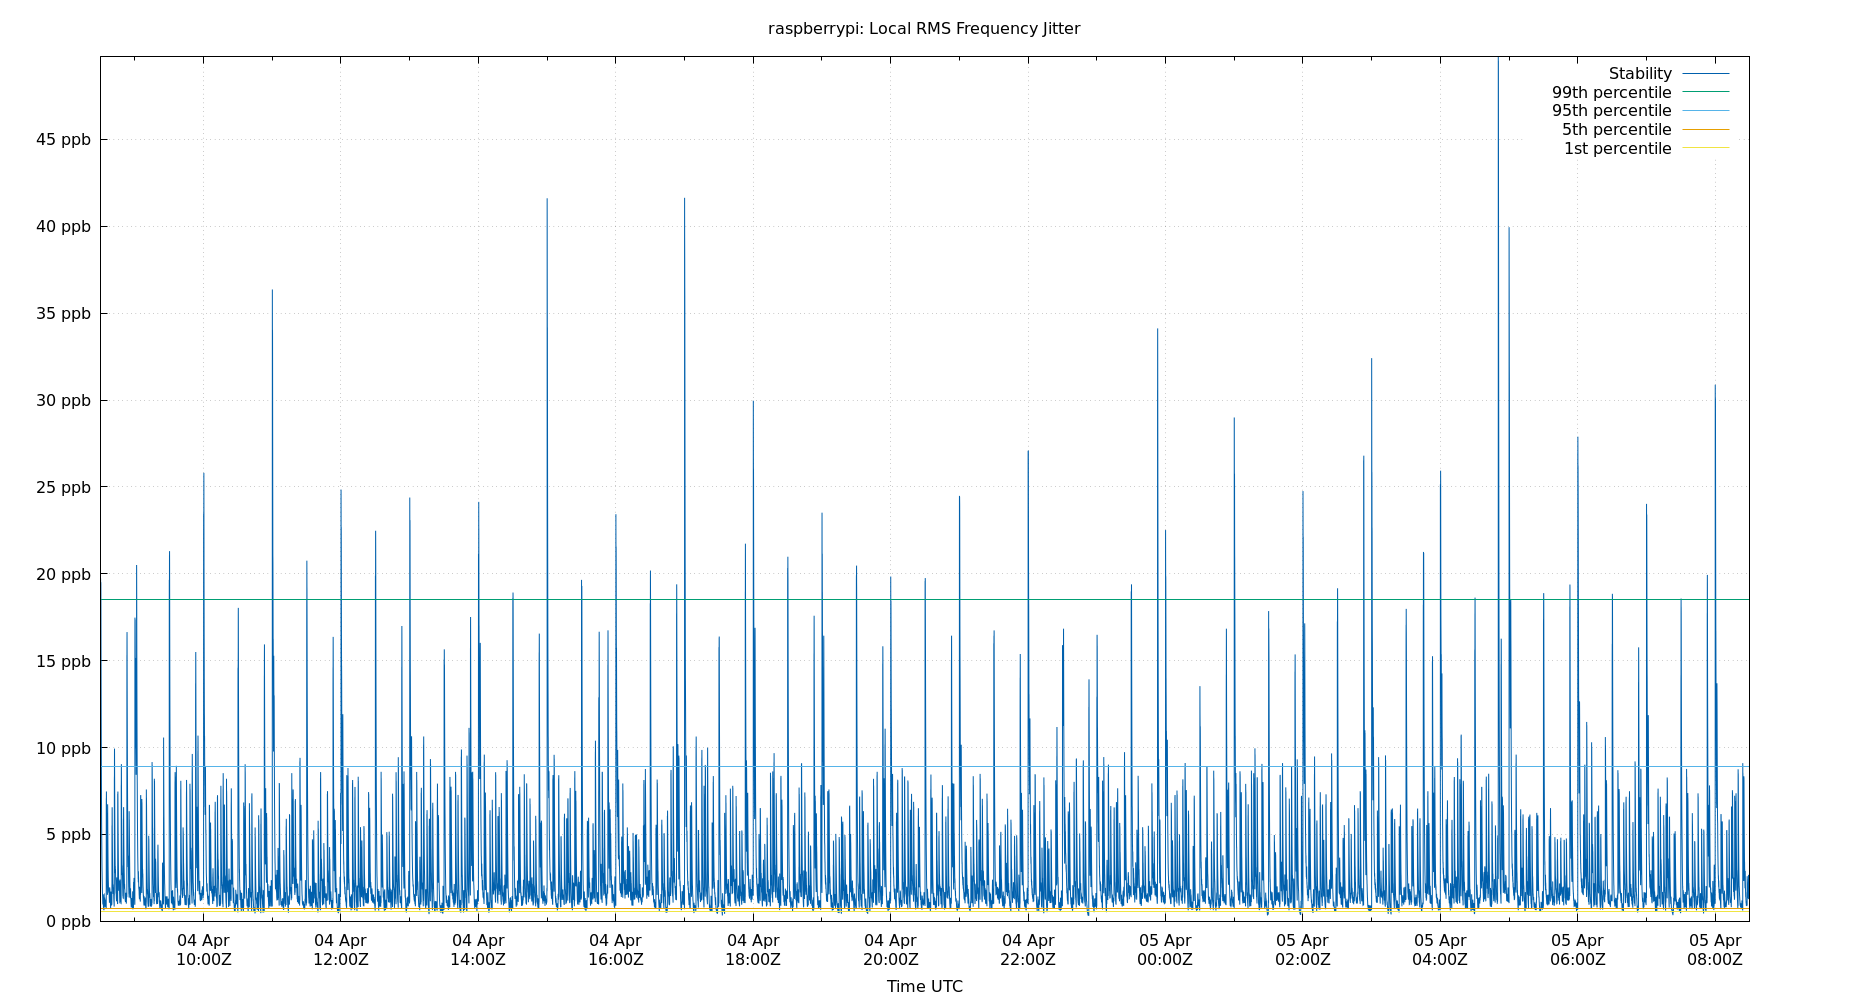 raspberrypi: Local RMS Frequency Jitter
Stability
99th percentile
95th percentile
5th percentile
1st percentile
45 ppb
40 ppb
35 ppb
30 ppb
25 ppb
20 ppb
15 ppb
10 ppb
5 ppb
0 ppb
04 Apr 04 Apr 04 Apr 04 Apr 04 Apr 04 Apr 04 Apr 05 Apr 05 Apr 05 Apr 05 Apr 05 Apr
10:00Z 12:00Z 14:00Z 16:00Z 18:00Z 20:00Z 22:00Z 00:00Z 02:00Z 04:00Z 06:00Z 08:00Z
Time UTC